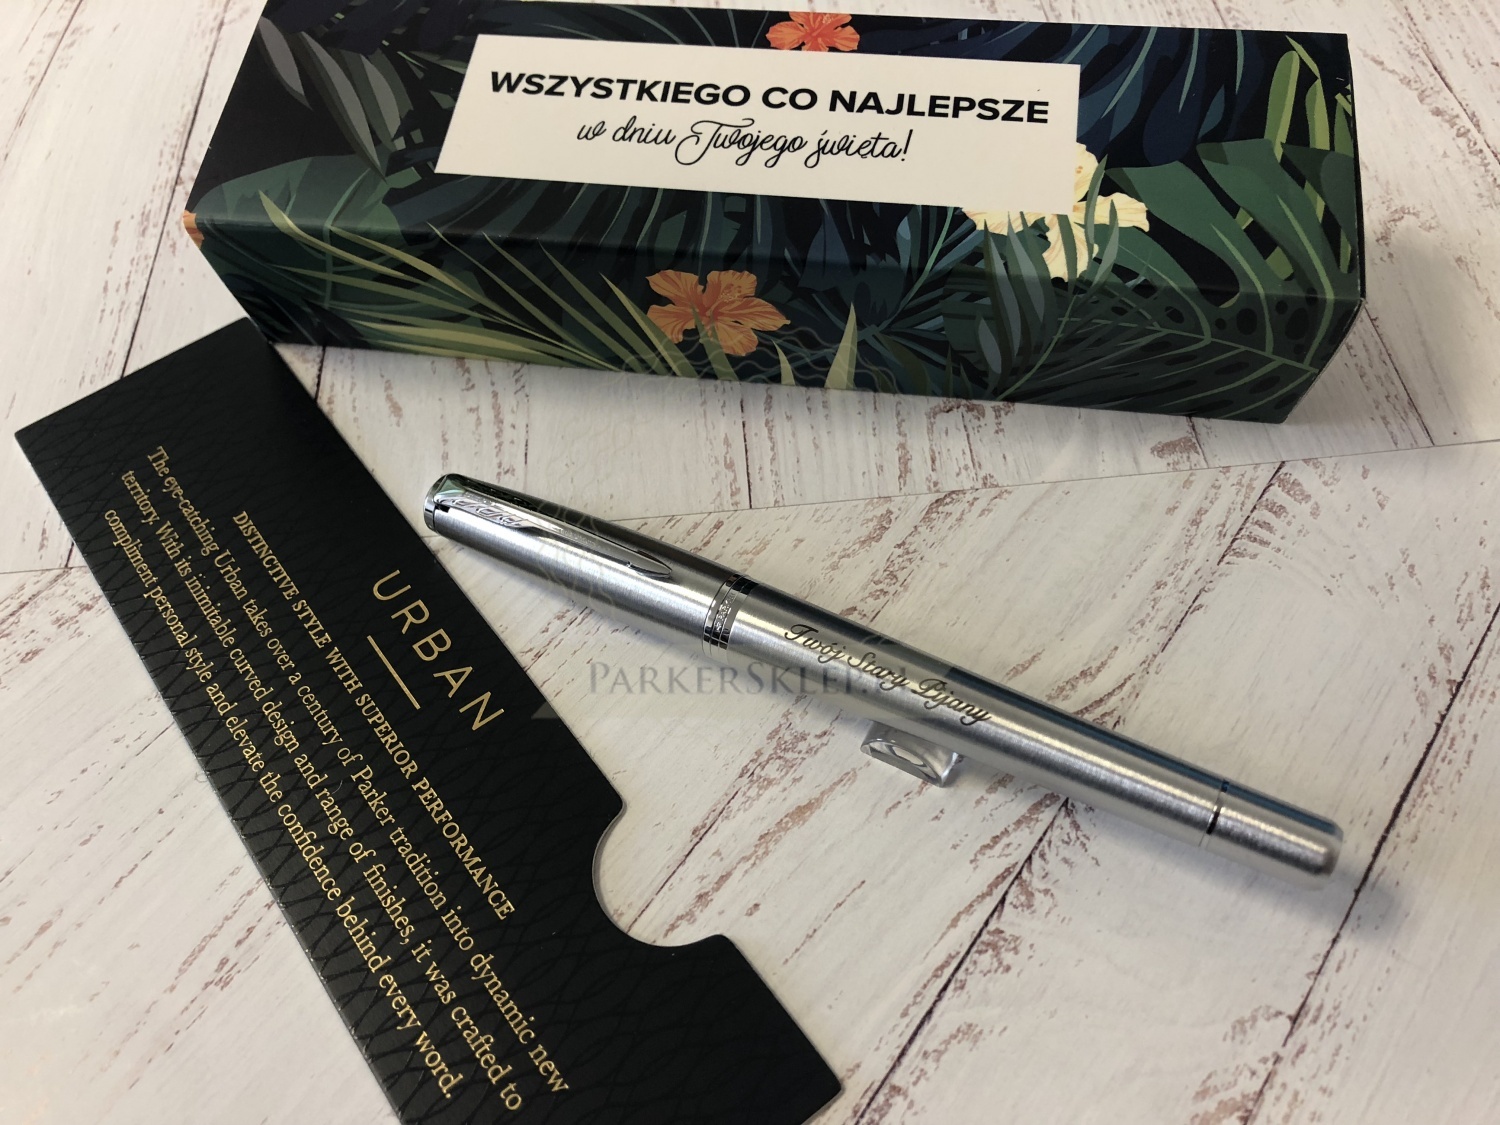 WSZYSTKIEGO CO NAJLEPSZE
w dniu Twojego święta!
URBAN
DISTINCTIVE STYLE WITH SUPERIOR PERFORMANCE
The eye-catching Urban takes over a century of Parker tradition into dynamic new
territory. With its inimitable curved design and range of finishes, it was crafted to
compliment personal style and elevate the confidence behind every word.
Twój Stary Pijany
PARKERSKLEP